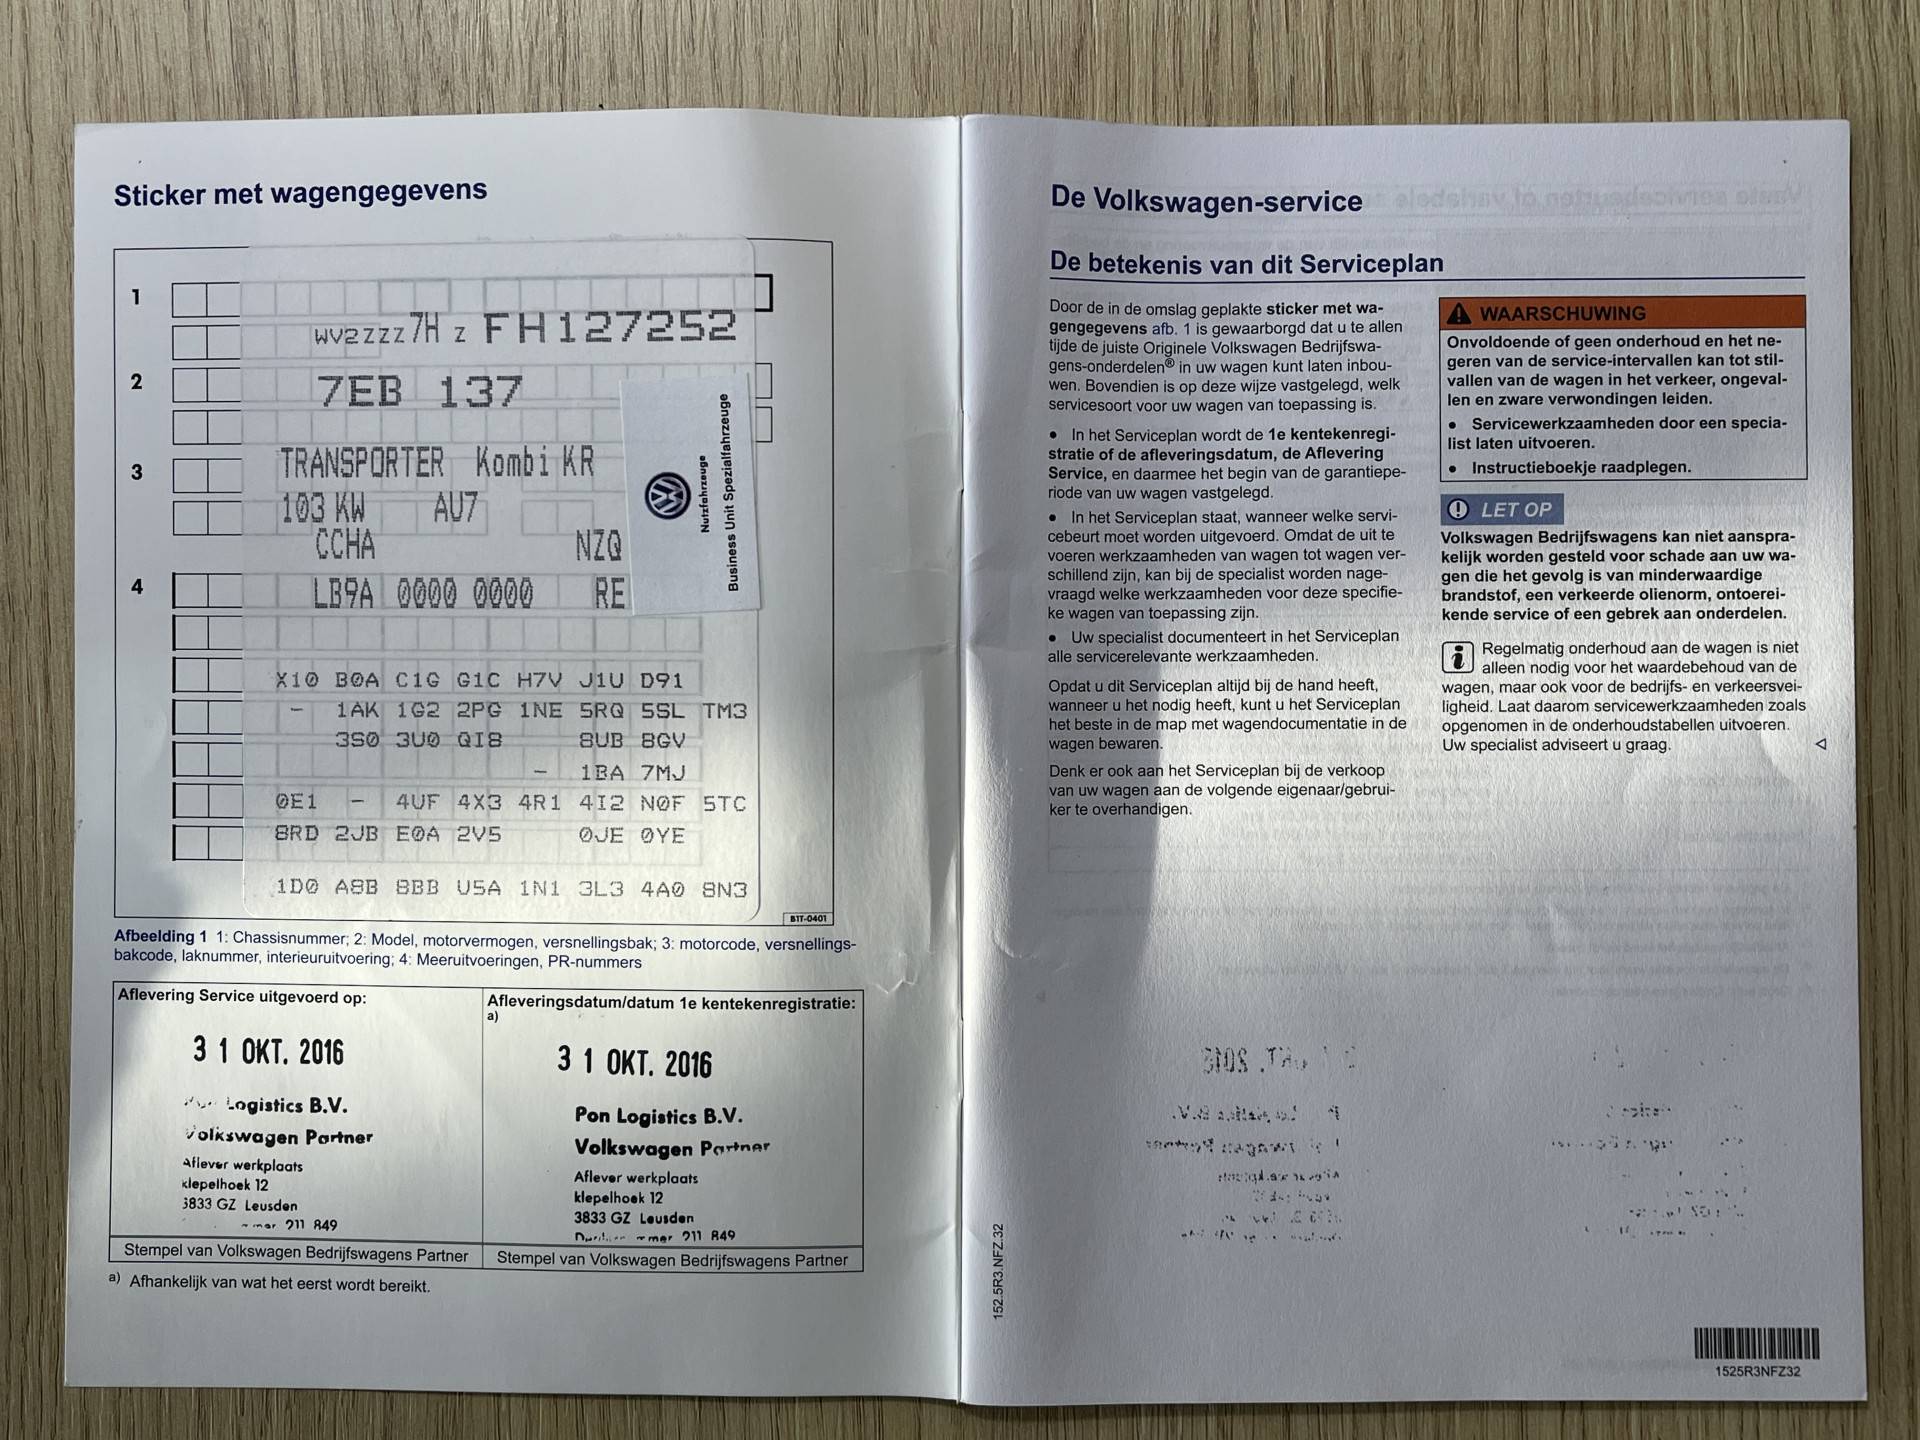 Sticker met wagengegevens
1
WV2ZZZ7H Z FH127252
2
7EB 137
3
TRANSPORTER Kombi KR
103 KW AU7
CCHA NZQ
4
LB9A 0000 0000 RE
Nutzfahrzeuge
Business Unit Spezialfahrzeuge
X10 B0A C1G G1C H7V J1U D91
- 1AK 1G2 2PG 1NE 5RQ 5SL TM3
3S0 3U0 QI8 8UB 8GV
- 1BA 7MJ
0E1 - 4UF 4X3 4R1 4I2 N0F 5TC
8RD 2JB E0A 2V5 0JE 0YE
1D0 A8B 8BB U5A 1N1 3L3 4A0 8N3
B1T-0401
Afbeelding 1 1: Chassisnummer; 2: Model, motorvermogen, versnellingsbak; 3: motorcode, versnellings-
bakcode, laknummer, interieuruitvoering; 4: Meeruitvoeringen, PR-nummers
Aflevering Service uitgevoerd op:
31 OKT. 2016
Logistics B.V.
Volkswagen Partner
Aflever werkplaats
klepelhoek 12
3833 GZ Leusden
211 849
Stempel van Volkswagen Bedrijfswagens Partner
Afleveringsdatum/datum 1e kentekenregistratie:
a)
31 OKT. 2016
Pon Logistics B.V.
Volkswagen Partner
Aflever werkplaats
klepelhoek 12
3833 GZ Leusden
211 849
Stempel van Volkswagen Bedrijfswagens Partner
a) Afhankelijk van wat het eerst wordt bereikt.
De Volkswagen-service
De betekenis van dit Serviceplan
Door de in de omslag geplakte sticker met wa-
gengegevens afb. 1 is gewaarborgd dat u te allen
tijde de juiste Originele Volkswagen Bedrijfswa-
gens-onderdelen® in uw wagen kunt laten inbou-
wen. Bovendien is op deze wijze vastgelegd, welk
servicesoort voor uw wagen van toepassing is.
● In het Serviceplan wordt de 1e kentekenregi-
stratie of de afleveringsdatum, de Aflevering
Service, en daarmee het begin van de garantiepe-
riode van uw wagen vastgelegd.
● In het Serviceplan staat, wanneer welke servi-
cebeurt moet worden uitgevoerd. Omdat de uit te
voeren werkzaamheden van wagen tot wagen ver-
schillend zijn, kan bij de specialist worden nage-
vraagd welke werkzaamheden voor deze specifie-
ke wagen van toepassing zijn.
● Uw specialist documenteert in het Serviceplan
alle servicerelevante werkzaamheden.
Opdat u dit Serviceplan altijd bij de hand heeft,
wanneer u het nodig heeft, kunt u het Serviceplan
het beste in de map met wagendocumentatie in de
wagen bewaren.
Denk er ook aan het Serviceplan bij de verkoop
van uw wagen aan de volgende eigenaar/gebrui-
ker te overhandigen.
WAARSCHUWING
Onvoldoende of geen onderhoud en het ne-
geren van de service-intervallen kan tot stil-
vallen van de wagen in het verkeer, ongeval-
len en zware verwondingen leiden.
● Servicewerkzaamheden door een specia-
list laten uitvoeren.
● Instructieboekje raadplegen.
LET OP
Volkswagen Bedrijfswagens kan niet aanspra-
kelijk worden gesteld voor schade aan uw wa-
gen die het gevolg is van minderwaardige
brandstof, een verkeerde olienorm, ontoerei-
kende service of een gebrek aan onderdelen.
Regelmatig onderhoud aan de wagen is niet
alleen nodig voor het waardebehoud van de
wagen, maar ook voor de bedrijfs- en verkeersvei-
ligheid. Laat daarom servicewerkzaamheden zoals
opgenomen in de onderhoudstabellen uitvoeren.
Uw specialist adviseert u graag.
152.5R3.NFZ.32
1525R3NFZ32